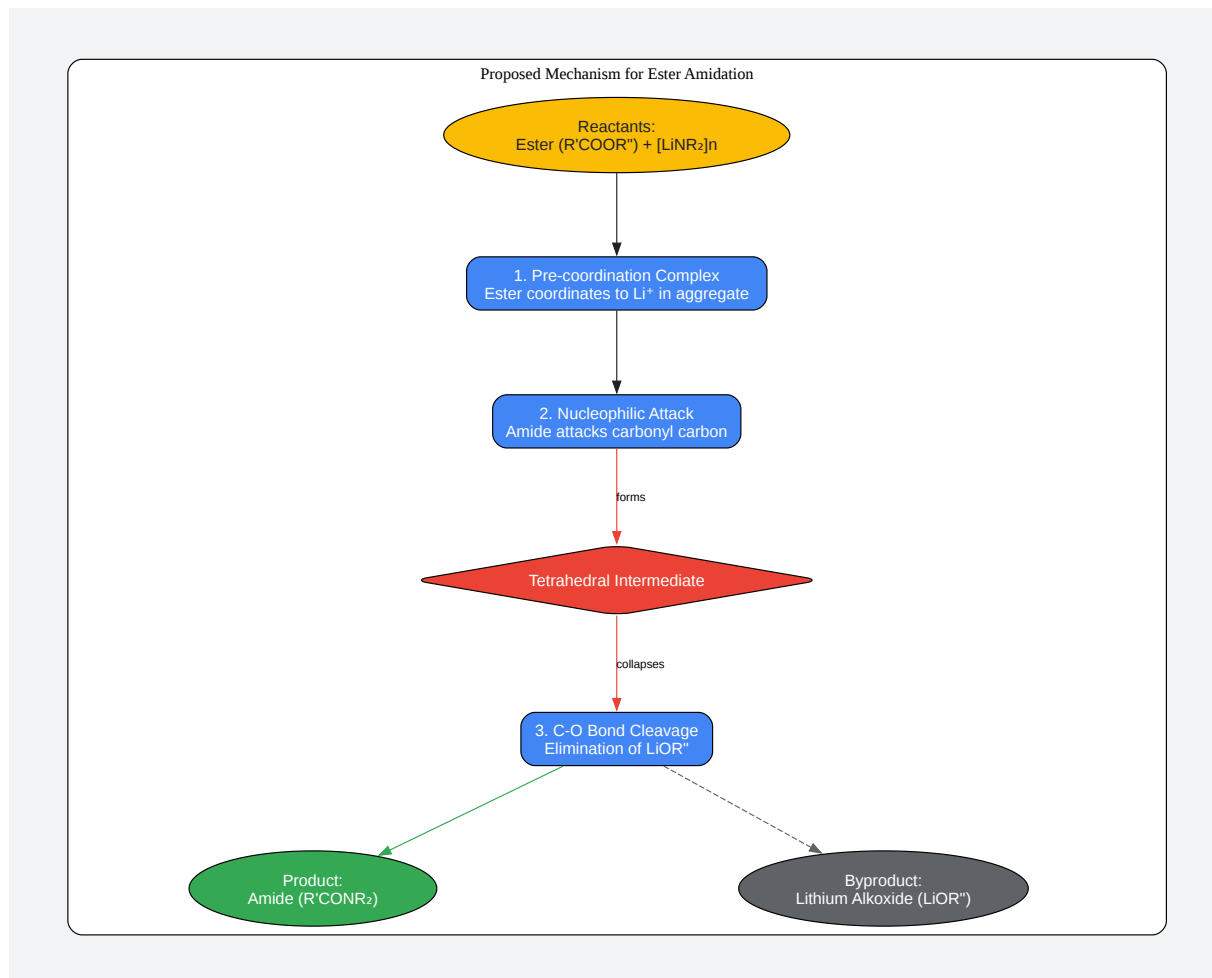 Proposed Mechanism for Ester Amidation
Reactants:
Ester (R'COOR") + [LiNR₂]n
1. Pre-coordination Complex
Ester coordinates to Li⁺ in aggregate
2. Nucleophilic Attack
Amide attacks carbonyl carbon
forms
Tetrahedral Intermediate
collapses
3. C-O Bond Cleavage
Elimination of LiOR"
Product:
Amide (R'CONR₂)
Byproduct:
Lithium Alkoxide (LiOR")